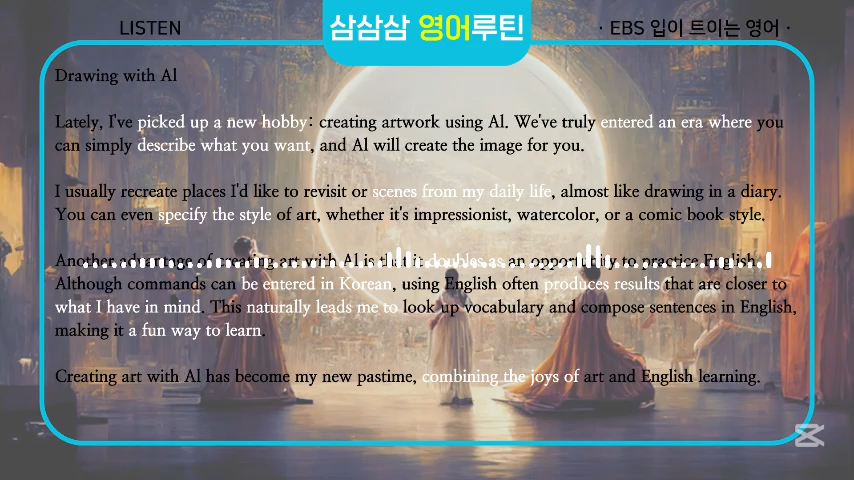 LISTEN
삼삼삼 영어루틴
· EBS 입이 트이는 영어 ·
Drawing with AI
Lately, I've picked up a new hobby: creating artwork using AI. We've truly entered an era where you
can simply describe what you want, and AI will create the image for you.
I usually recreate places I'd like to revisit or scenes from my daily life, almost like drawing in a diary.
You can even specify the style of art, whether it's impressionist, watercolor, or a comic book style.
Another advantage of creating art with AI is that it doubles as an opportunity to practice English.
Although commands can be entered in Korean, using English often produces results that are closer to
what I have in mind. This naturally leads me to look up vocabulary and compose sentences in English,
making it a fun way to learn.
Creating art with AI has become my new pastime, combining the joys of art and English learning.